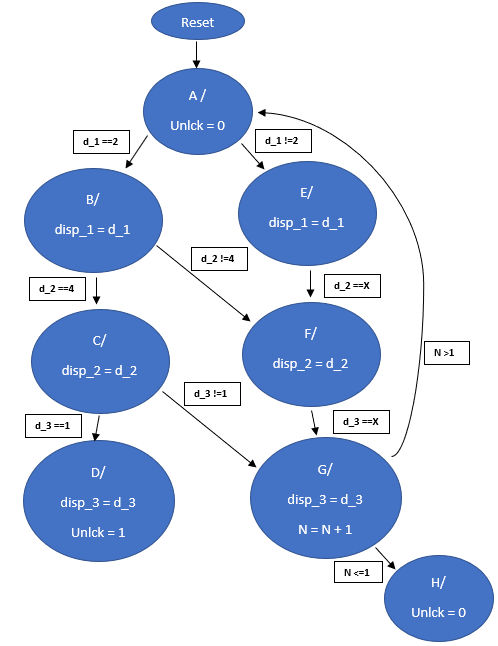 Reset
A /
Unlck = 0
d_1 ==2
d_1 !=2
B/
disp_1 = d_1
E/
disp_1 = d_1
d_2 !=4
d_2 ==4
d_2 ==X
C/
disp_2 = d_2
F/
disp_2 = d_2
N >1
d_3 !=1
d_3 ==1
d_3 ==X
D/
disp_3 = d_3
Unlck = 1
G/
disp_3 = d_3
N = N + 1
N <=1
H/
Unlck = 0